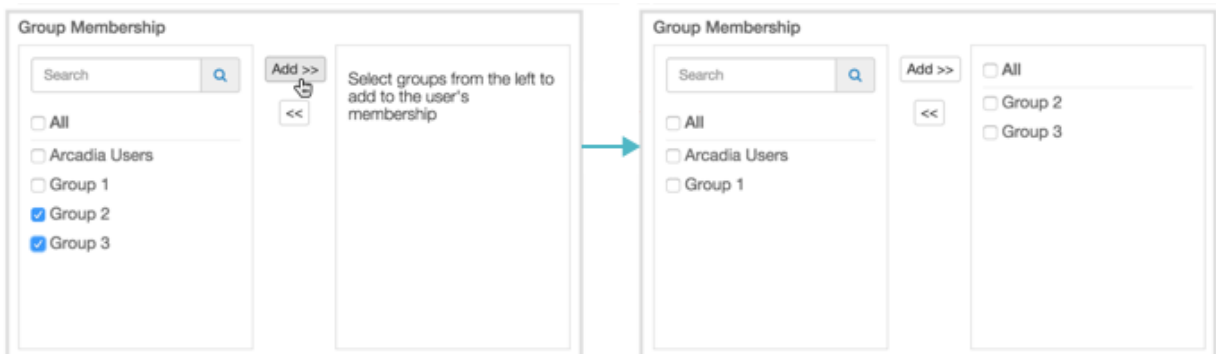 Group Membership
Search
All
Arcadia Users
Group 1
Group 2
Group 3
Add >>
<<
Select groups from the left to
add to the user's
membership
Group Membership
Search
All
Arcadia Users
Group 1
Add >>
<<
All
Group 2
Group 3